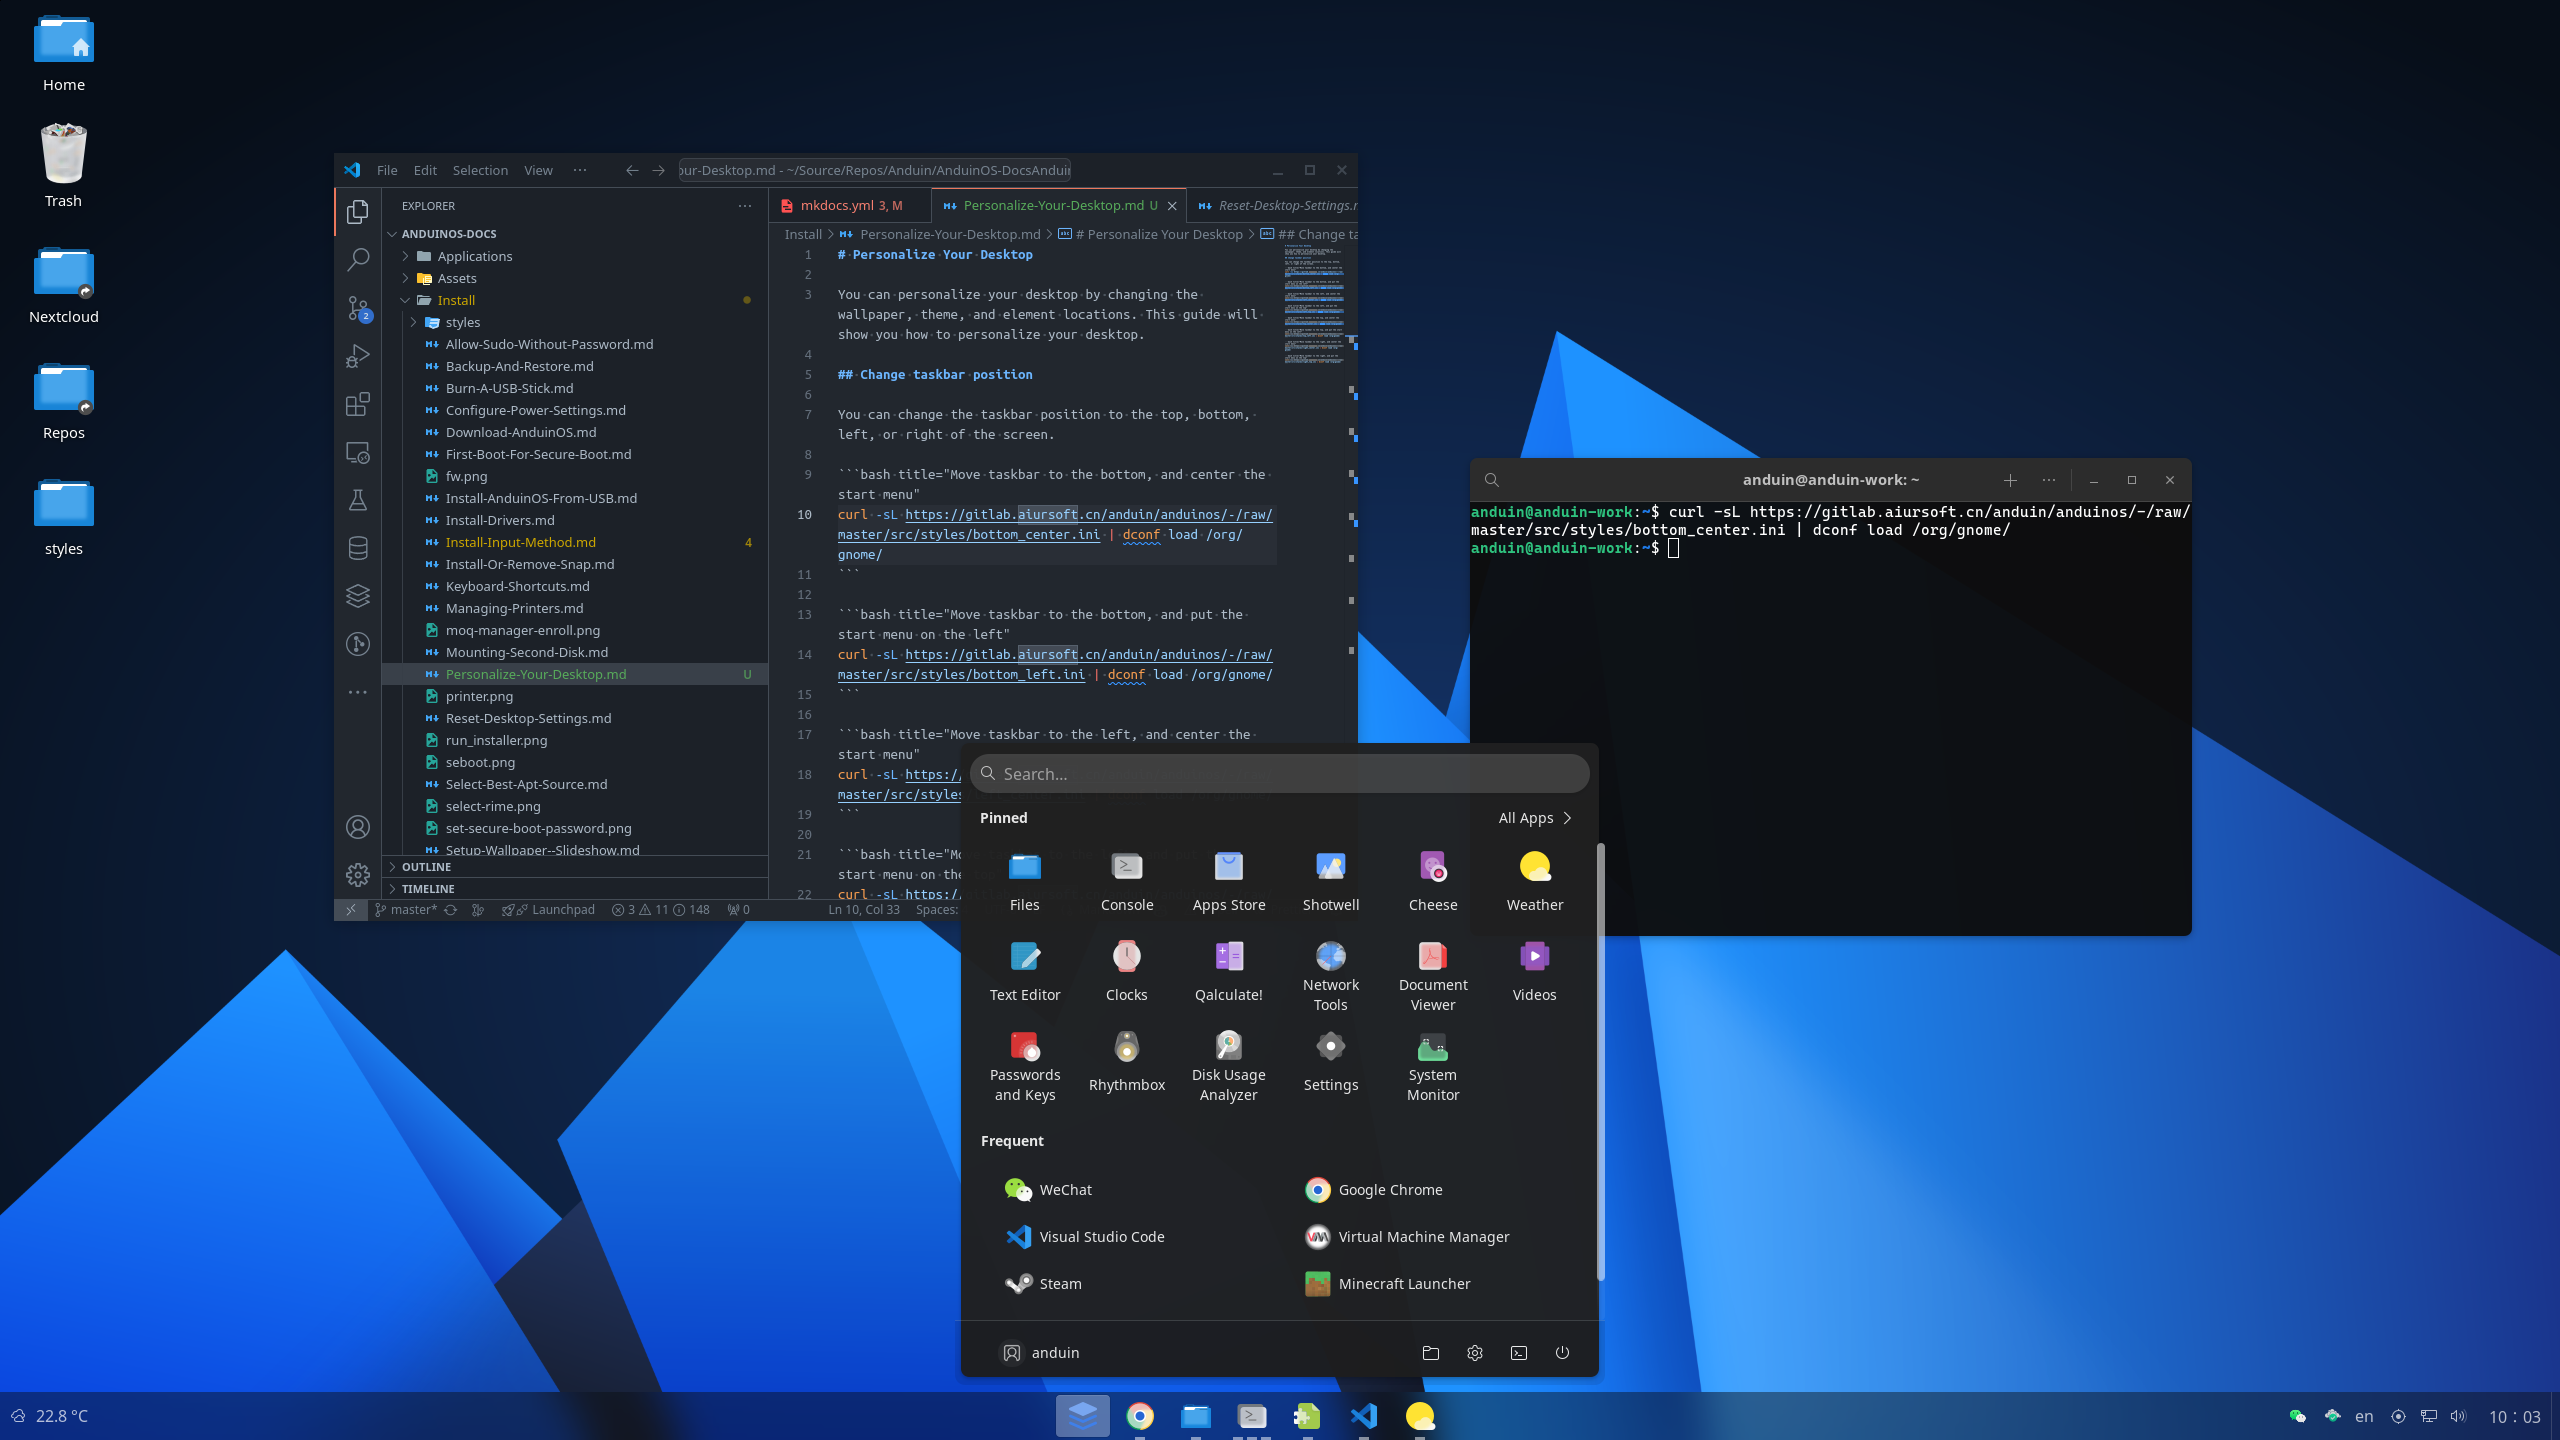 Home
Trash
Nextcloud
Repos
styles
File Edit Selection View ···
our-Desktop.md - ~/Source/Repos/Anduin/AnduinOS-DocsAnduin
EXPLORER
ANDUINOS-DOCS
Applications
Assets
Install
styles
Allow-Sudo-Without-Password.md
Backup-And-Restore.md
Burn-A-USB-Stick.md
Configure-Power-Settings.md
Download-AnduinOS.md
First-Boot-For-Secure-Boot.md
fw.png
Install-AnduinOS-From-USB.md
Install-Drivers.md
Install-Input-Method.md 4
Install-Or-Remove-Snap.md
Keyboard-Shortcuts.md
Managing-Printers.md
moq-manager-enroll.png
Mounting-Second-Disk.md
Personalize-Your-Desktop.md U
printer.png
Reset-Desktop-Settings.md
run_installer.png
seboot.png
Select-Best-Apt-Source.md
select-rime.png
set-secure-boot-password.png
Setup-Wallpaper--Slideshow.md
OUTLINE
TIMELINE
2
mkdocs.yml 3, M
Personalize-Your-Desktop.md U
Reset-Desktop-Settings.m
Install > Personalize-Your-Desktop.md > # Personalize Your Desktop > ## Change ta
1 # Personalize Your Desktop
2
3 You can personalize your desktop by changing the
wallpaper, theme, and element locations. This guide will
show you how to personalize your desktop.
4
5 ## Change taskbar position
6
7 You can change the taskbar position to the top, bottom,
left, or right of the screen.
8
9 ```bash title="Move taskbar to the bottom, and center the
start menu"
10 curl -sL https://gitlab.aiursoft.cn/anduin/anduinos/-/raw/
master/src/styles/bottom_center.ini | dconf load /org/
gnome/
11 ```
12
13 ```bash title="Move taskbar to the bottom, and put the
start menu on the left"
14 curl -sL https://gitlab.aiursoft.cn/anduin/anduinos/-/raw/
master/src/styles/bottom_left.ini | dconf load /org/gnome/
15 ```
16
17 ```bash title="Move taskbar to the left, and center the
start menu"
18 curl -sL https:/
master/src/styles
19 ```
20
21 ```bash title="Mo
start menu on the
22 curl -sL https:/
master* Launchpad 3 11 148 0
Ln 10, Col 33 Spaces:
anduin@anduin-work: ~
anduin@anduin-work:~$ curl -sL https://gitlab.aiursoft.cn/anduin/anduinos/-/raw/
master/src/styles/bottom_center.ini | dconf load /org/gnome/
anduin@anduin-work:~$
Search...
Pinned
All Apps
Files
Console
Apps Store
Shotwell
Cheese
Weather
Text Editor
Clocks
Qalculate!
Network
Tools
Document
Viewer
Videos
Passwords
and Keys
Rhythmbox
Disk Usage
Analyzer
Settings
System
Monitor
Frequent
WeChat
Google Chrome
Visual Studio Code
Virtual Machine Manager
Steam
Minecraft Launcher
anduin
22.8 °C
en
10 : 03